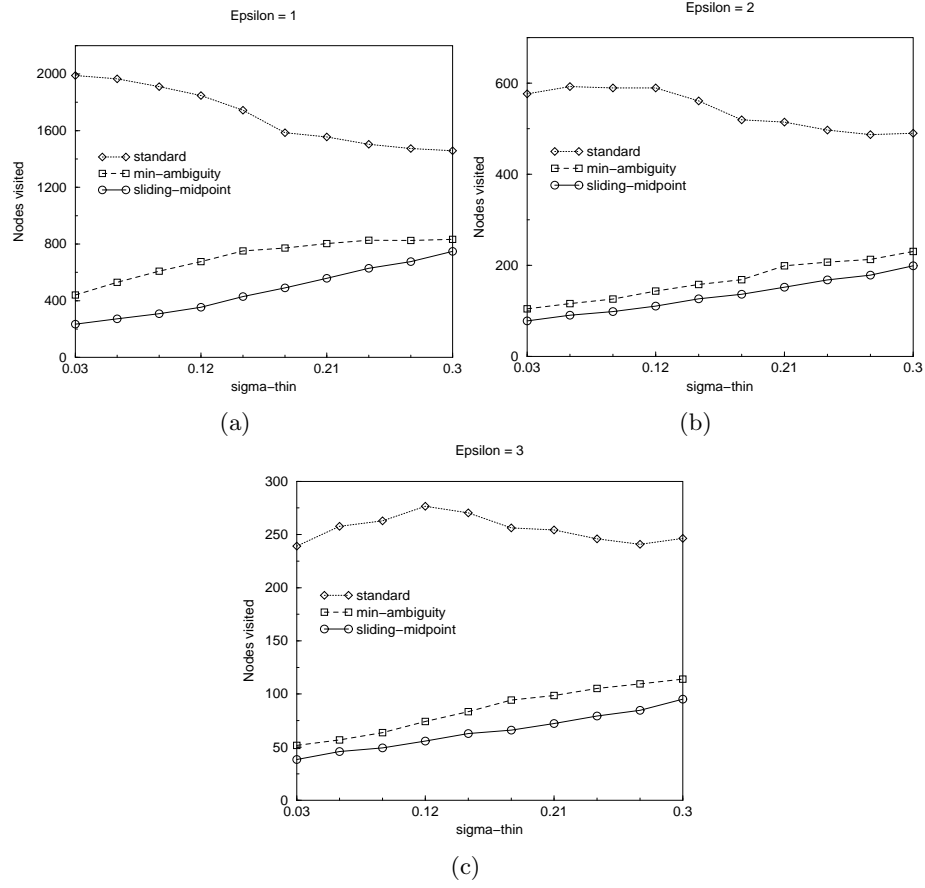 Epsilon = 1
2000
1600
1200
800
400
0
Nodes visited
standard
min-ambiguity
sliding-midpoint
0.03
0.12
0.21
0.3
sigma-thin
(a)
Epsilon = 2
600
400
200
0
Nodes visited
standard
min-ambiguity
sliding-midpoint
0.03
0.12
0.21
0.3
sigma-thin
(b)
Epsilon = 3
300
250
200
150
100
50
0
Nodes visited
standard
min-ambiguity
sliding-midpoint
0.03
0.12
0.21
0.3
sigma-thin
(c)